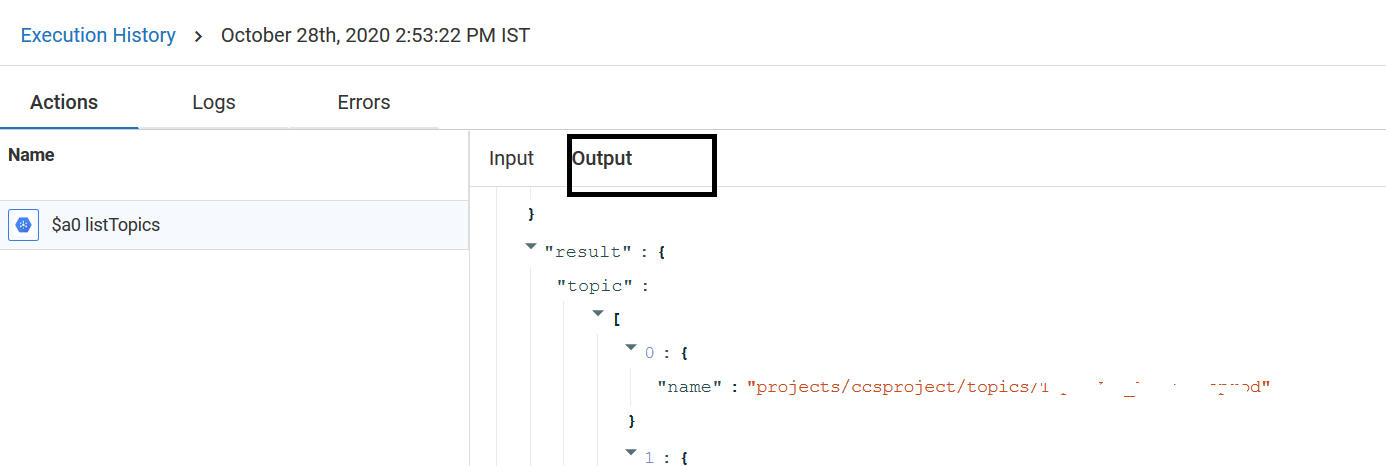 Execution History > October 28th, 2020 2:53:22 PM IST
Actions Logs Errors
Name
Input Output
$a0 listTopics
}
"result" : {
"topic" :
[
0 : {
"name" : "projects/ccsproject/topics/
}
1 : {